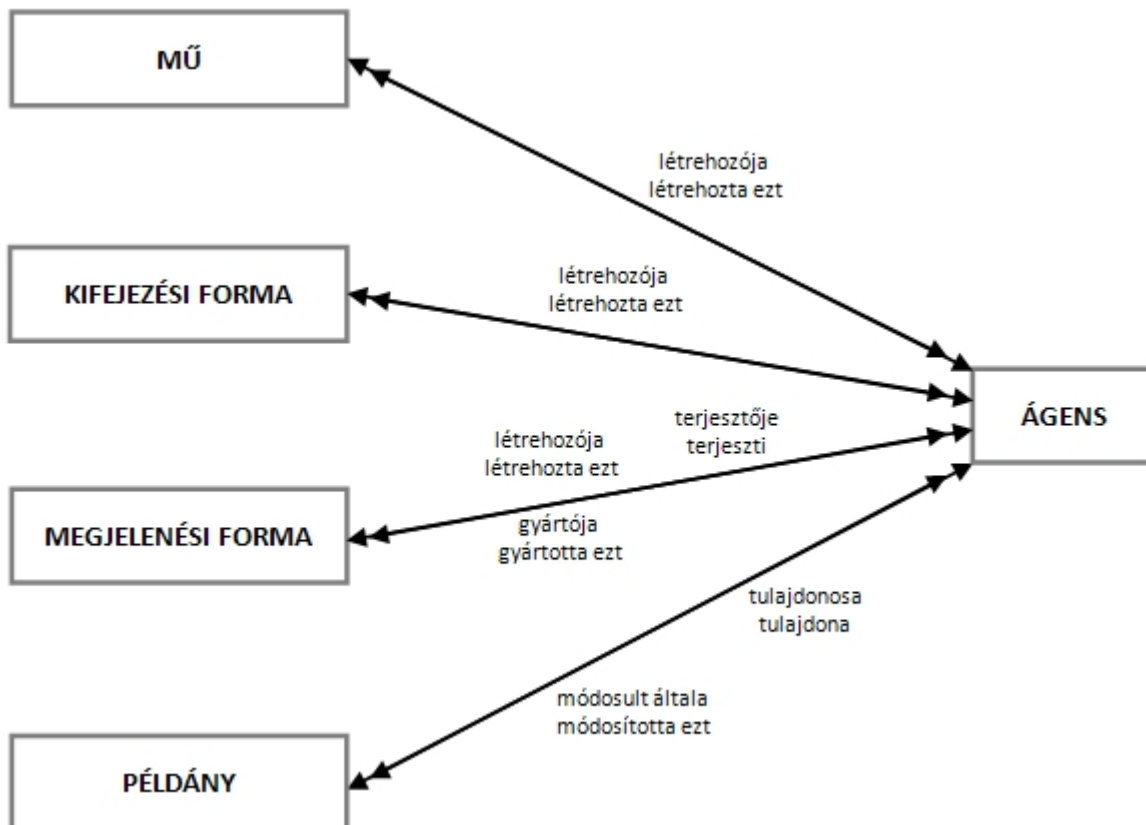 MŰ
létrehozója
létrehozta ezt
KIFEJEZÉSI FORMA
létrehozója
létrehozta ezt
ÁGENS
terjesztője
terjeszti
létrehozója
létrehozta ezt
MEGJELENÉSI FORMA
gyártója
gyártotta ezt
tulajdonosa
tulajdona
módosult általa
módosította ezt
PÉLDÁNY